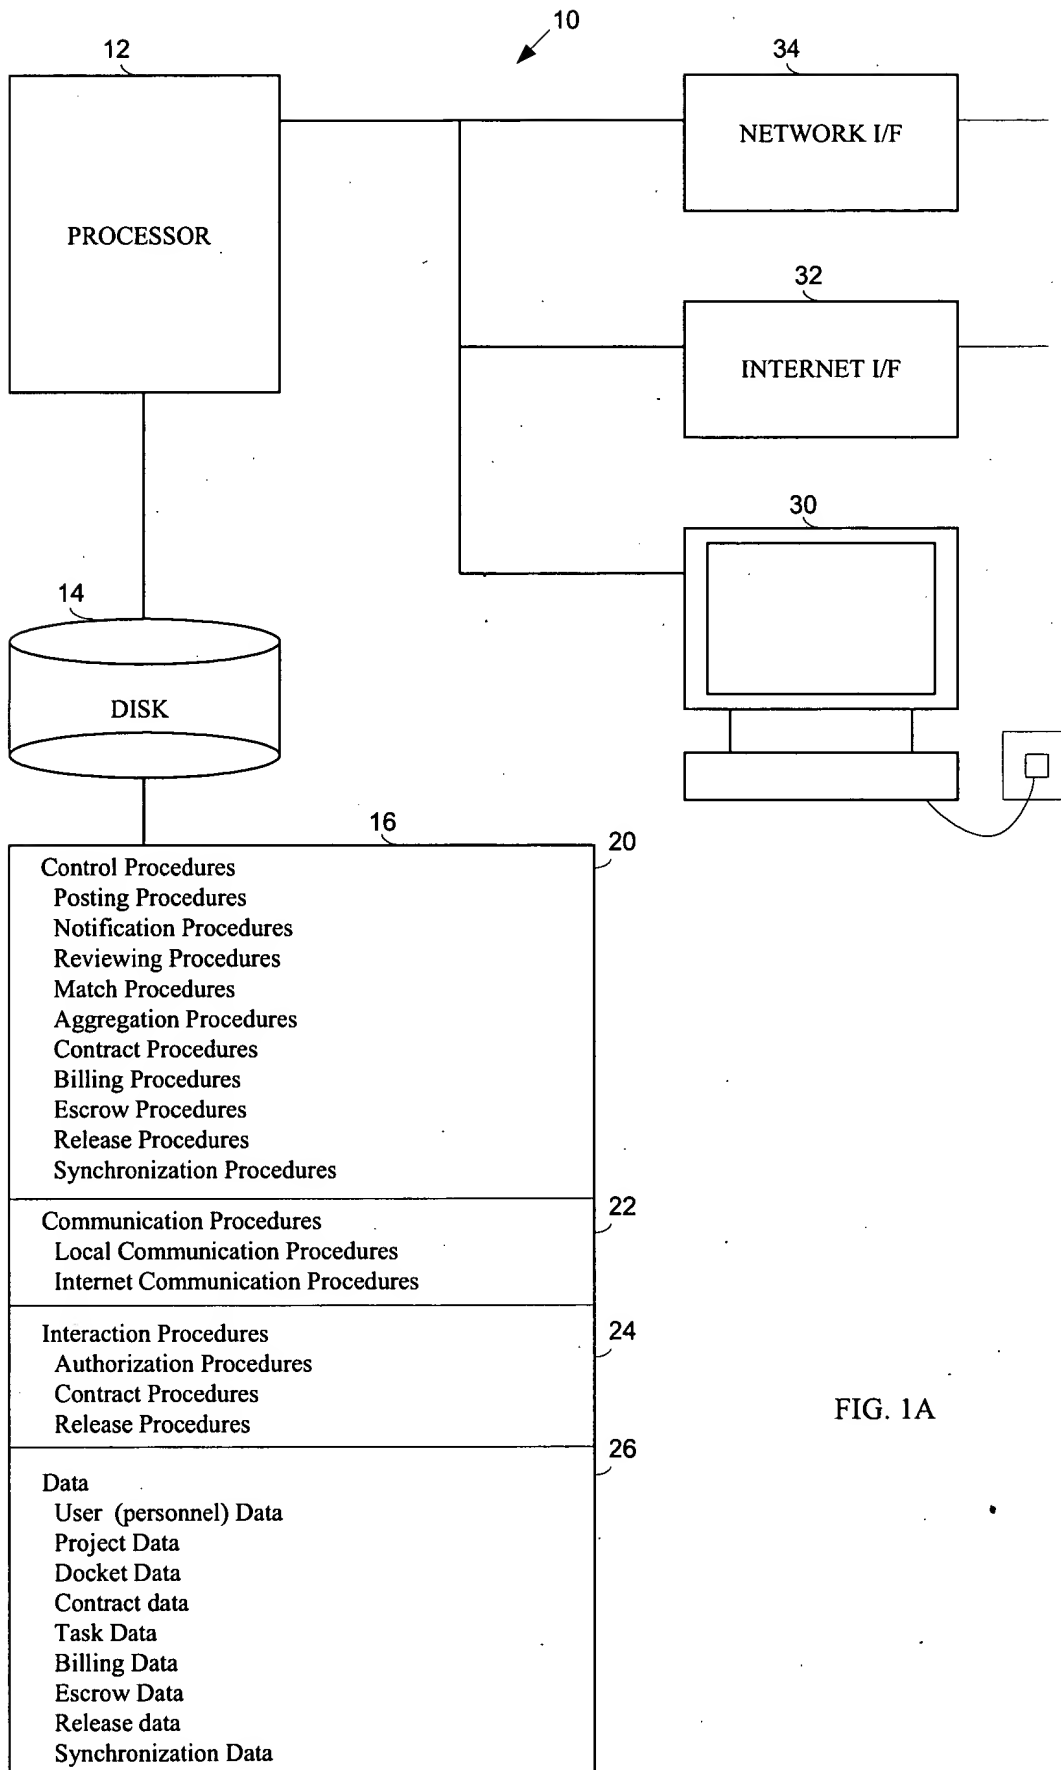 10
12
34
NETWORK I/F
PROCESSOR
32
INTERNET I/F
30
14
DISK
16
20
Control Procedures
Posting Procedures
Notification Procedures
Reviewing Procedures
Match Procedures
Aggregation Procedures
Contract Procedures
Billing Procedures
Escrow Procedures
Release Procedures
Synchronization Procedures
22
Communication Procedures
Local Communication Procedures
Internet Communication Procedures
24
Interaction Procedures
Authorization Procedures
Contract Procedures
Release Procedures
FIG. 1A
26
Data
User (personnel) Data
Project Data
Docket Data
Contract data
Task Data
Billing Data
Escrow Data
Release data
Synchronization Data